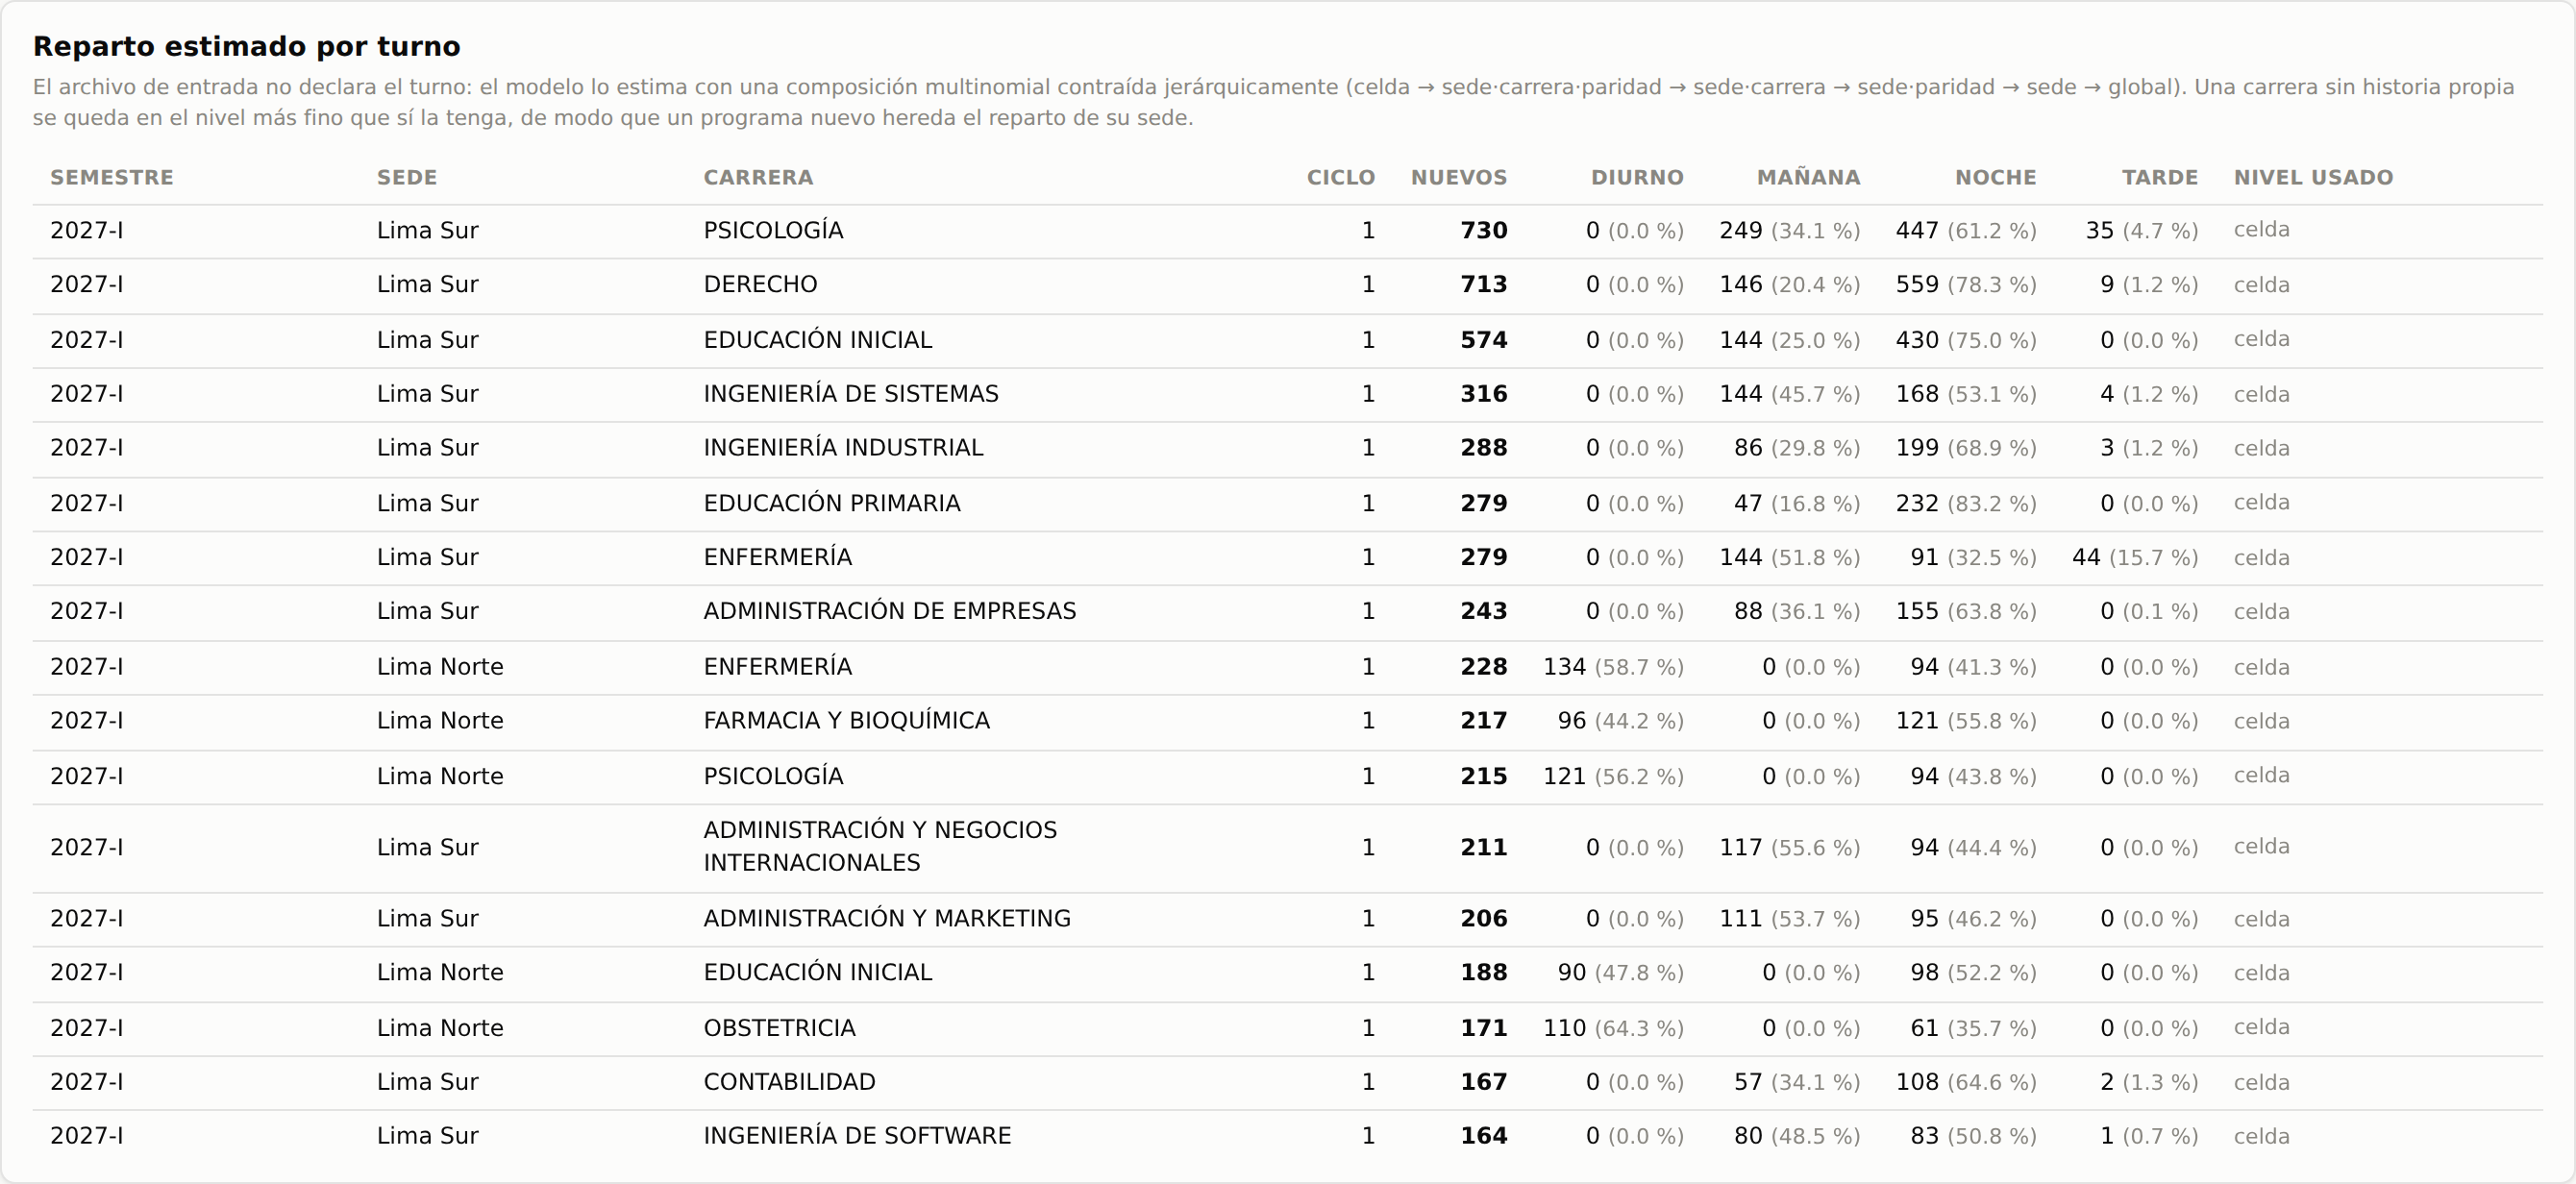 Reparto estimado por turno
El archivo de entrada no declara el turno: el modelo lo estima con una composición multinomial contraída jerárquicamente (celda → sede·carrera·paridad → sede·carrera → sede·paridad → sede → global). Una carrera sin historia propia
se queda en el nivel más fino que sí la tenga, de modo que un programa nuevo hereda el reparto de su sede.
SEMESTRE SEDE CARRERA CICLO NUEVOS DIURNO MAÑANA NOCHE TARDE NIVEL USADO
2027-I Lima Sur PSICOLOGÍA 1 730 0 (0.0 %) 249 (34.1 %) 447 (61.2 %) 35 (4.7 %) celda
2027-I Lima Sur DERECHO 1 713 0 (0.0 %) 146 (20.4 %) 559 (78.3 %) 9 (1.2 %) celda
2027-I Lima Sur EDUCACIÓN INICIAL 1 574 0 (0.0 %) 144 (25.0 %) 430 (75.0 %) 0 (0.0 %) celda
2027-I Lima Sur INGENIERÍA DE SISTEMAS 1 316 0 (0.0 %) 144 (45.7 %) 168 (53.1 %) 4 (1.2 %) celda
2027-I Lima Sur INGENIERÍA INDUSTRIAL 1 288 0 (0.0 %) 86 (29.8 %) 199 (68.9 %) 3 (1.2 %) celda
2027-I Lima Sur EDUCACIÓN PRIMARIA 1 279 0 (0.0 %) 47 (16.8 %) 232 (83.2 %) 0 (0.0 %) celda
2027-I Lima Sur ENFERMERÍA 1 279 0 (0.0 %) 144 (51.8 %) 91 (32.5 %) 44 (15.7 %) celda
2027-I Lima Sur ADMINISTRACIÓN DE EMPRESAS 1 243 0 (0.0 %) 88 (36.1 %) 155 (63.8 %) 0 (0.1 %) celda
2027-I Lima Norte ENFERMERÍA 1 228 134 (58.7 %) 0 (0.0 %) 94 (41.3 %) 0 (0.0 %) celda
2027-I Lima Norte FARMACIA Y BIOQUÍMICA 1 217 96 (44.2 %) 0 (0.0 %) 121 (55.8 %) 0 (0.0 %) celda
2027-I Lima Norte PSICOLOGÍA 1 215 121 (56.2 %) 0 (0.0 %) 94 (43.8 %) 0 (0.0 %) celda
2027-I Lima Sur ADMINISTRACIÓN Y NEGOCIOS
INTERNACIONALES 1 211 0 (0.0 %) 117 (55.6 %) 94 (44.4 %) 0 (0.0 %) celda
2027-I Lima Sur ADMINISTRACIÓN Y MARKETING 1 206 0 (0.0 %) 111 (53.7 %) 95 (46.2 %) 0 (0.0 %) celda
2027-I Lima Norte EDUCACIÓN INICIAL 1 188 90 (47.8 %) 0 (0.0 %) 98 (52.2 %) 0 (0.0 %) celda
2027-I Lima Norte OBSTETRICIA 1 171 110 (64.3 %) 0 (0.0 %) 61 (35.7 %) 0 (0.0 %) celda
2027-I Lima Sur CONTABILIDAD 1 167 0 (0.0 %) 57 (34.1 %) 108 (64.6 %) 2 (1.3 %) celda
2027-I Lima Sur INGENIERÍA DE SOFTWARE 1 164 0 (0.0 %) 80 (48.5 %) 83 (50.8 %) 1 (0.7 %) celda